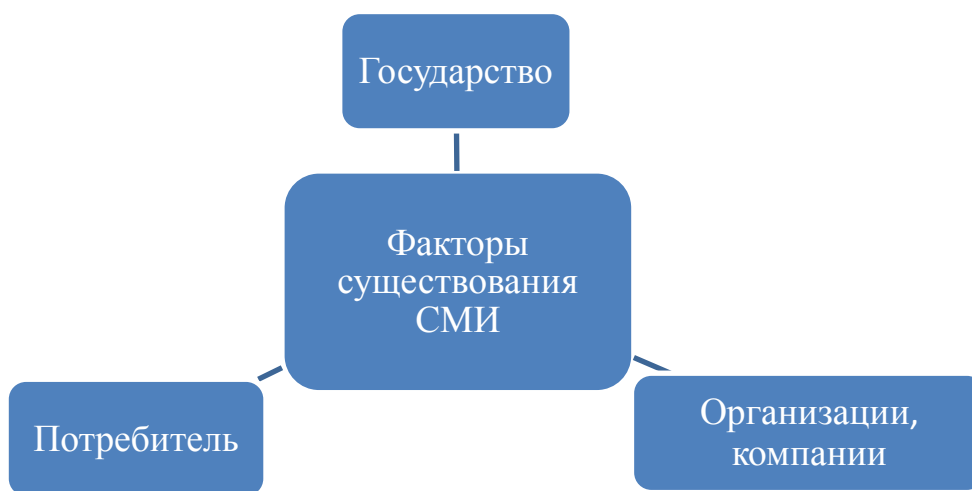 Государство
Факторы
существования
СМИ
Потребитель
Организации,
компании